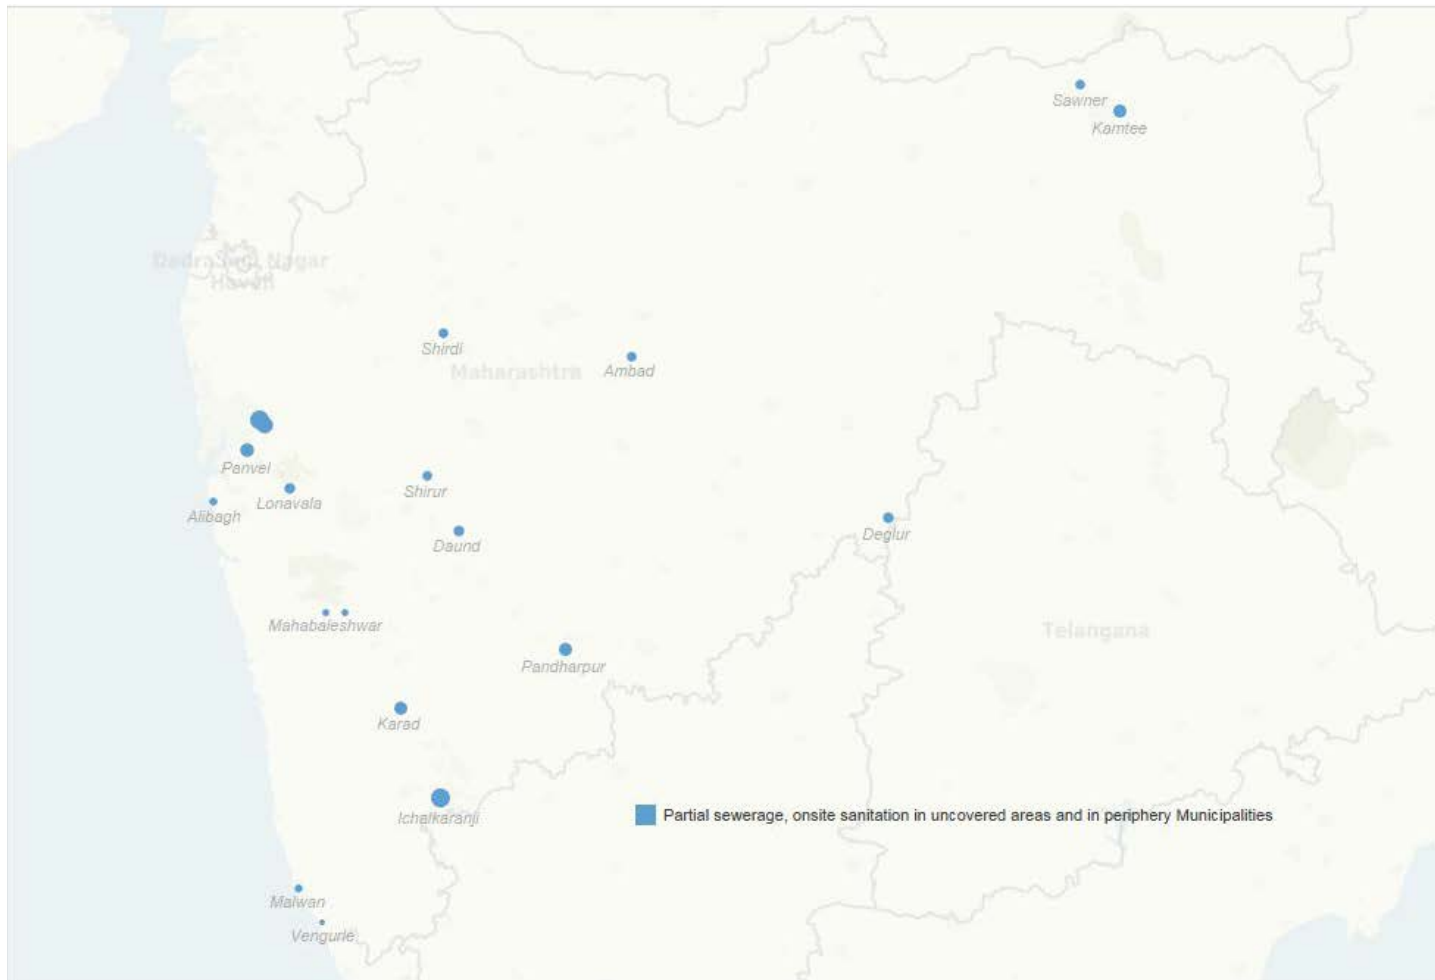 Sawner
Kamtee
Dadra and Nagar
Haveli
Shirdi
Maharashtra
Ambad
Panvel
Lonavala
Alibagh
Shirur
Daund
Deglur
Mahabaleshwar
Telangana
Pandharpur
Karad
Ichalkaranji
Partial sewerage, onsite sanitation in uncovered areas and in periphery Municipalities
Malwan
Vengurle